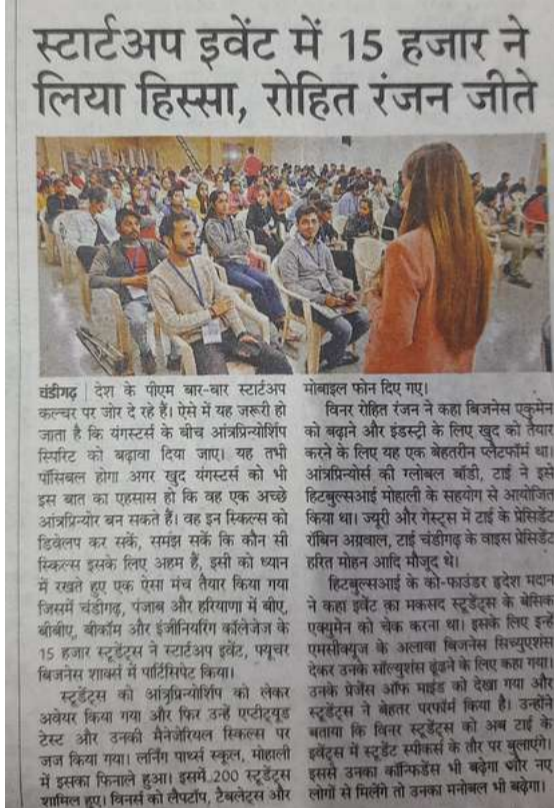 स्टार्टअप इवेंट में 15 हजार ने
लिया हिस्सा, रोहित रंजन जीते
चंडीगढ़ | देश के पीएम बार-बार स्टार्टअप
कल्चर पर जोर दे रहे हैं। ऐसे में यह जरूरी हो
जाता है कि यंगस्टर्स के बीच आंत्रप्रिन्योर्शिप
स्पिरिट को बढ़ावा दिया जाए। यह तभी
पॉसिबल होगा अगर खुद यंगस्टर्स को भी
इस बात का एहसास हो कि वह एक अच्छे
आंत्रप्रिन्योर बन सकते हैं। वह इन स्किल्स को
डिवेलप कर सकें, समझ सकें कि कौन सी
स्किल्स इसके लिए अहम हैं, इसी को ध्यान
में रखते हुए एक ऐसा मंच तैयार किया गया
जिसमें चंडीगढ़, पंजाब और हरियाणा में बीए,
बीबीए, बीकॉम और इंजीनियरिंग कॉलेजेज के
15 हजार स्टूडेंट्स ने स्टार्टअप इवेंट, फ्यूचर
बिजनेस शार्क्स में पार्टिसिपेट किया।
स्टूडेंट्स को आंत्रप्रिन्योर्शिप को लेकर
अवेयर किया गया और फिर उन्हें एप्टीट्यूड
टेस्ट और उनकी मैनेजेरियल स्किल्स पर
जज किया गया। लर्निंग पाथ्स स्कूल, मोहाली
में इसका फिनाले हुआ। इसमें 200 स्टूडेंट्स
शामिल हुए। विनर्स को लैपटॉप, टैबलेट्स और
मोबाइल फोन दिए गए।
विनर रोहित रंजन ने कहा बिजनेस एकुमेन
को बढ़ाने और इंडस्ट्री के लिए खुद को तैयार
करने के लिए यह एक बेहतरीन प्लेटफॉर्म था।
आंत्रप्रिन्योर्स की ग्लोबल बॉडी, टाई ने इसे
हिटबुल्सआई मोहाली के सहयोग से आयोजित
किया था। ज्यूरी और गेस्ट्स में टाई के प्रेसिडेंट
रॉबिन अग्रवाल, टाई चंडीगढ़ के वाइस प्रेसिडेंट
हरित मोहन आदि मौजूद थे।
हिटबुल्सआई के को-फाउंडर हृदेश मदान
ने कहा इवेंट का मकसद स्टूडेंट्स के बेसिक
एक्युमेन को चेक करना था। इसके लिए इन्हें
एमसीक्यूज के अलावा बिजनेस सिच्युएशंस
देकर उनके सॉल्युशंस ढूंढने के लिए कहा गया।
उनके प्रेजेंस ऑफ माइंड को देखा गया और
स्टूडेंट्स ने बेहतर परफॉर्म किया है। उन्होंने
बताया कि विनर स्टूडेंट्स को अब टाई के
इवेंट्स में स्टूडेंट स्पीकर्स के तौर पर बुलाएंगे।
इससे उनका कॉन्फिडेंस भी बढ़ेगा और नए
लोगों से मिलेंगे तो उनका मनोबल भी बढ़ेगा।